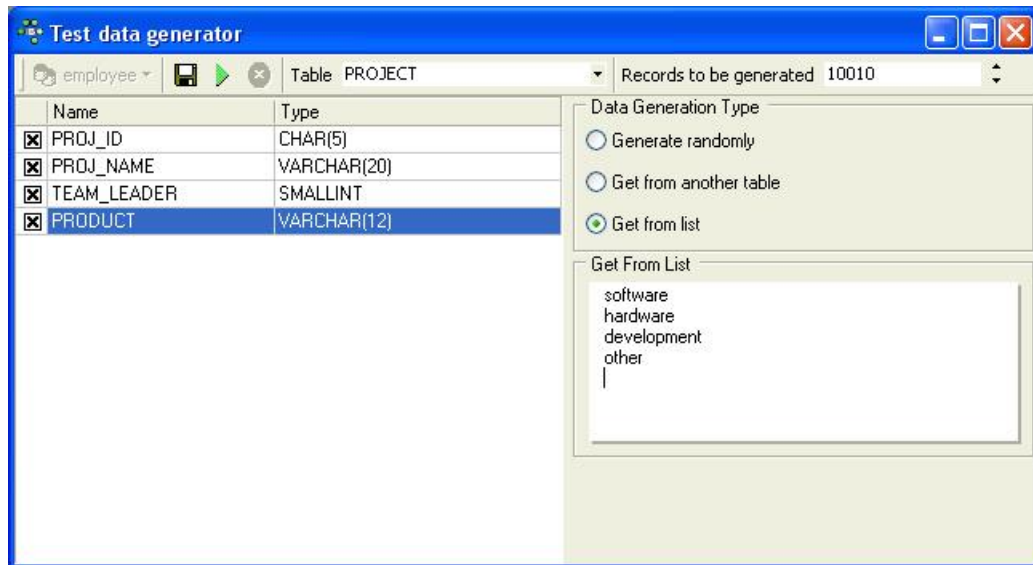 Test data generator
employee Table PROJECT Records to be generated 10010
Name Type
PROJ_ID CHAR(5)
PROJ_NAME VARCHAR(20)
TEAM_LEADER SMALLINT
PRODUCT VARCHAR(12)
Data Generation Type
Generate randomly
Get from another table
Get from list
Get From List
software
hardware
development
other